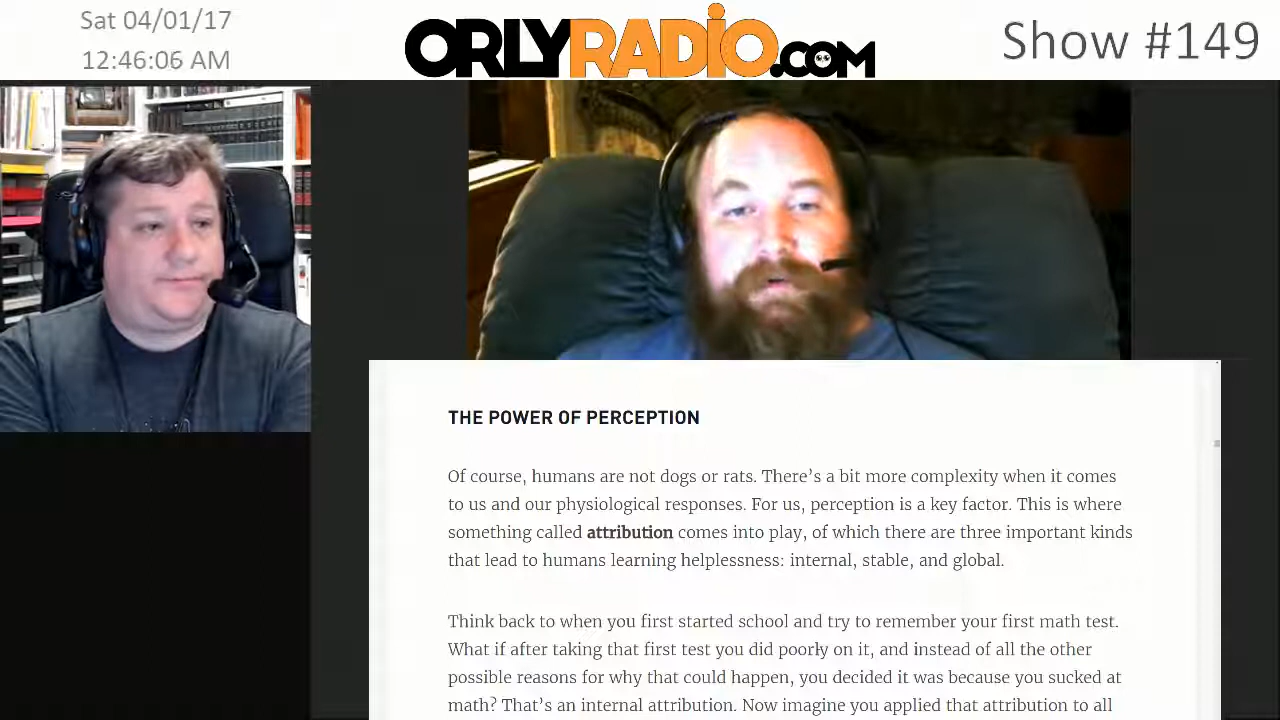 Sat 04/01/17
12:46:06 AM
ORLYRADiO.COM
Show #149
THE POWER OF PERCEPTION
Of course, humans are not dogs or rats. There’s a bit more complexity when it comes
to us and our physiological responses. For us, perception is a key factor. This is where
something called attribution comes into play, of which there are three important kinds
that lead to humans learning helplessness: internal, stable, and global.
Think back to when you first started school and try to remember your first math test.
What if after taking that first test you did poorly on it, and instead of all the other
possible reasons for why that could happen, you decided it was because you sucked at
math? That’s an internal attribution. Now imagine you applied that attribution to all